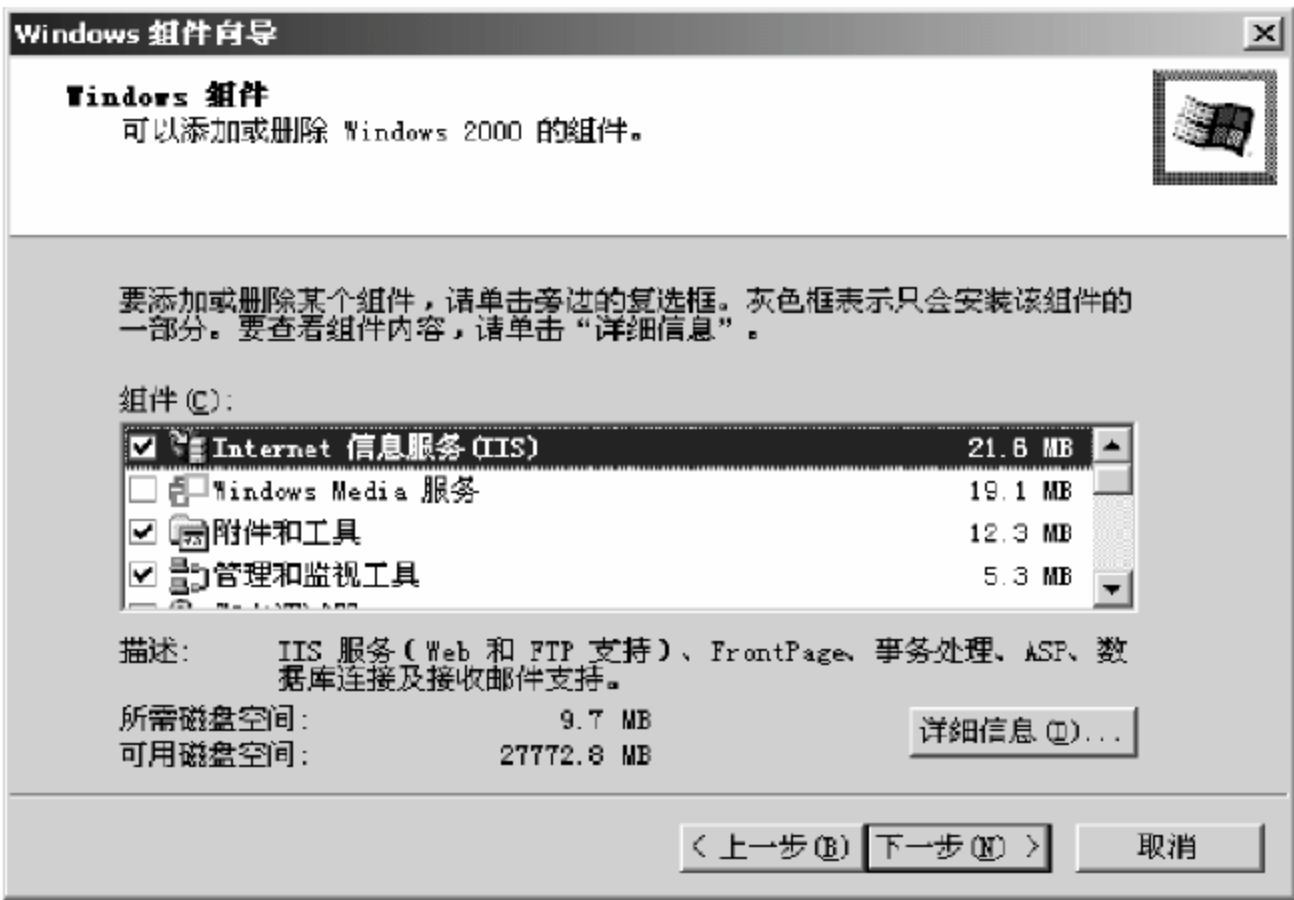 Windows 组件向导
Windows 组件
可以添加或删除 Windows 2000 的组件。
要添加或删除某个组件，请单击旁边的复选框。灰色框表示只会安装该组件的
一部分。要查看组件内容，请单击“详细信息”。
组件(C):
Internet 信息服务(IIS) 21.6 MB
Windows Media 服务 19.1 MB
附件和工具 12.3 MB
管理和监视工具 5.3 MB
描述: IIS 服务(Web 和 FTP 支持)、FrontPage、事务处理、ASP、数
据库连接及接收邮件支持。
所需磁盘空间: 9.7 MB
可用磁盘空间: 27772.8 MB
详细信息(D)...
< 上一步(B) 下一步(N) > 取消